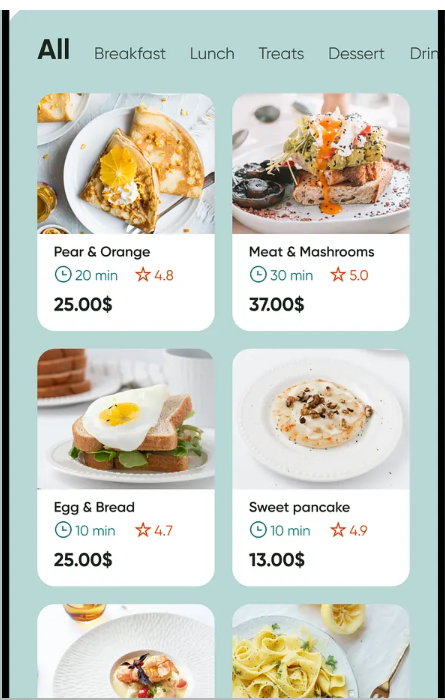 All Breakfast Lunch Treats Dessert
Pear & Orange
20 min 4.8
25.00$
Meat & Mashrooms
30 min 5.0
37.00$
Egg & Bread
10 min 4.7
25.00$
Sweet pancake
10 min 4.9
13.00$